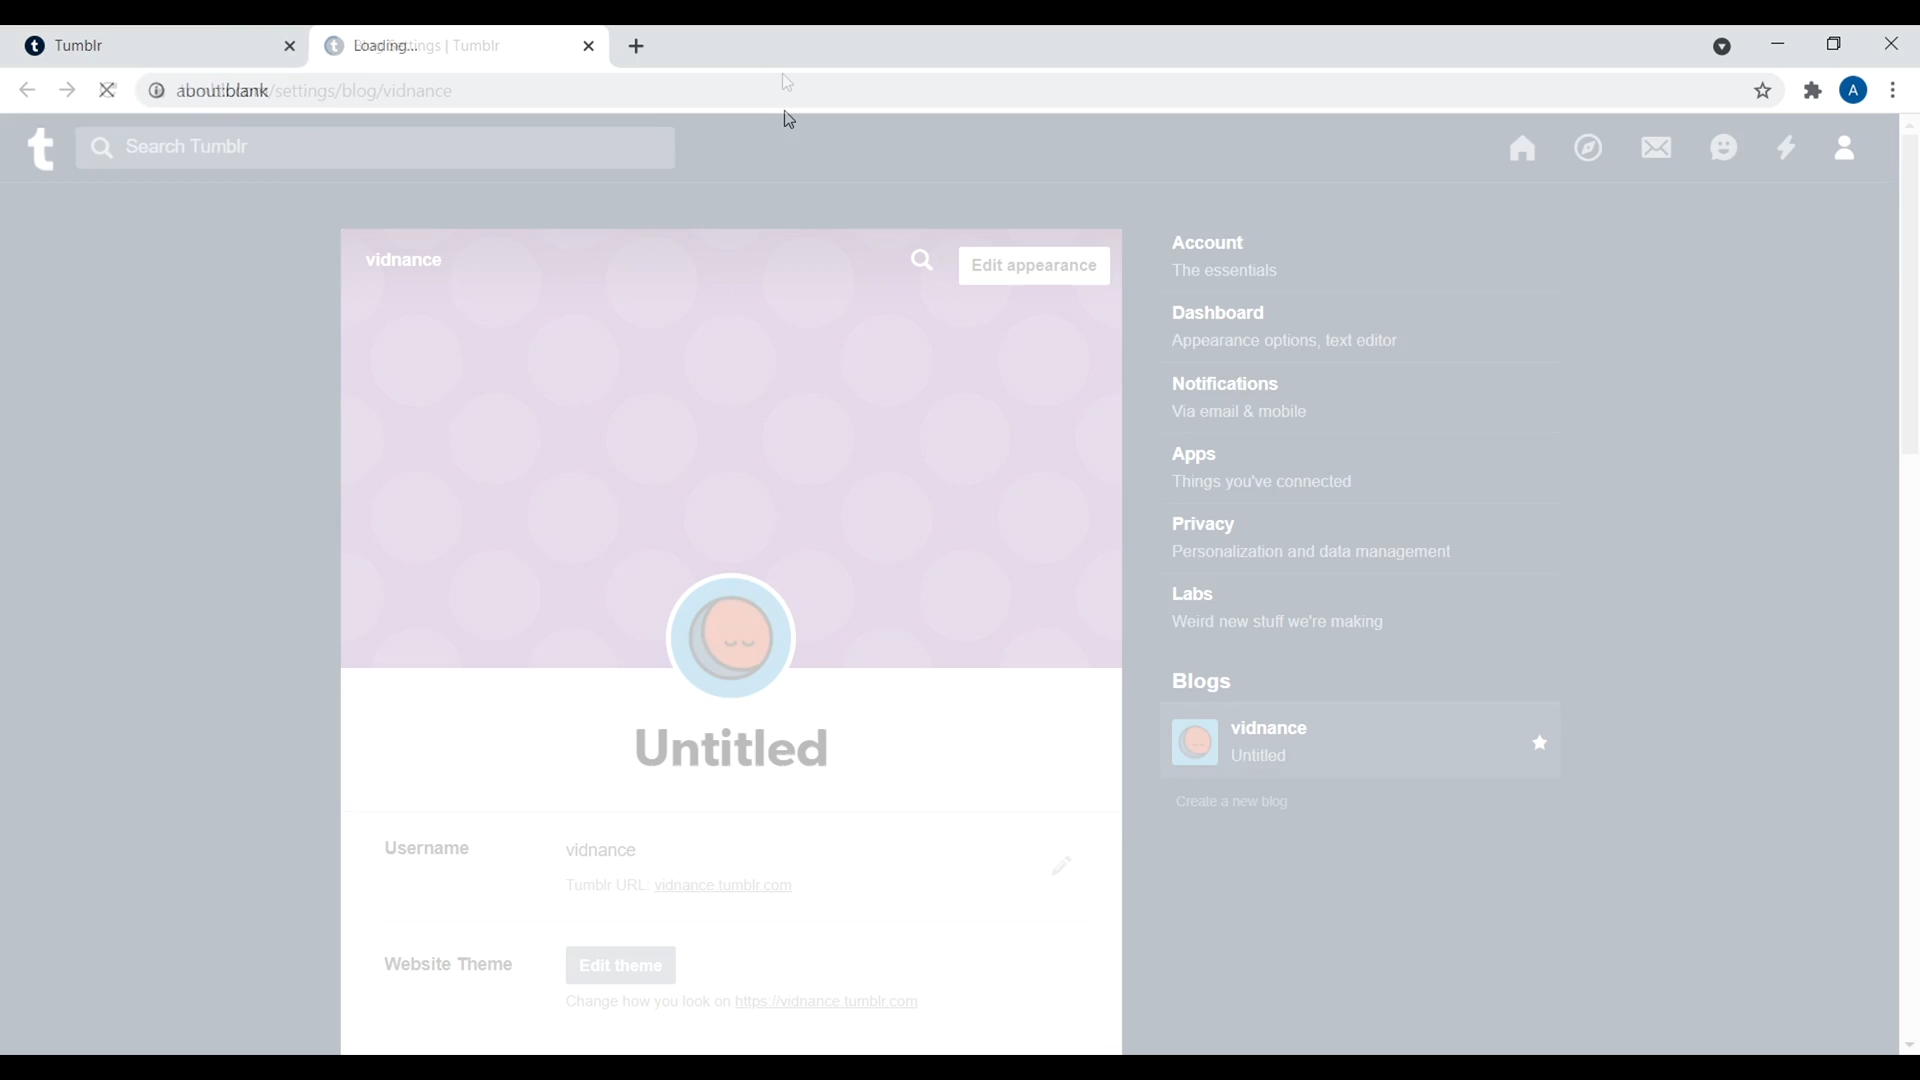 Tumblr
Loading...
Settings | Tumblr
about:blank
/settings/blog/vidnance
A
Search Tumblr
vidnance
Edit appearance
Untitled
Username
vidnance
Tumblr URL: vidnance.tumblr.com
Website Theme
Edit theme
Change how you look on https://vidnance.tumblr.com
Account
The essentials
Dashboard
Appearance options, text editor
Notifications
Via email & mobile
Apps
Things you've connected
Privacy
Personalization and data management
Labs
Weird new stuff we're making
Blogs
vidnance
Untitled
Create a new blog